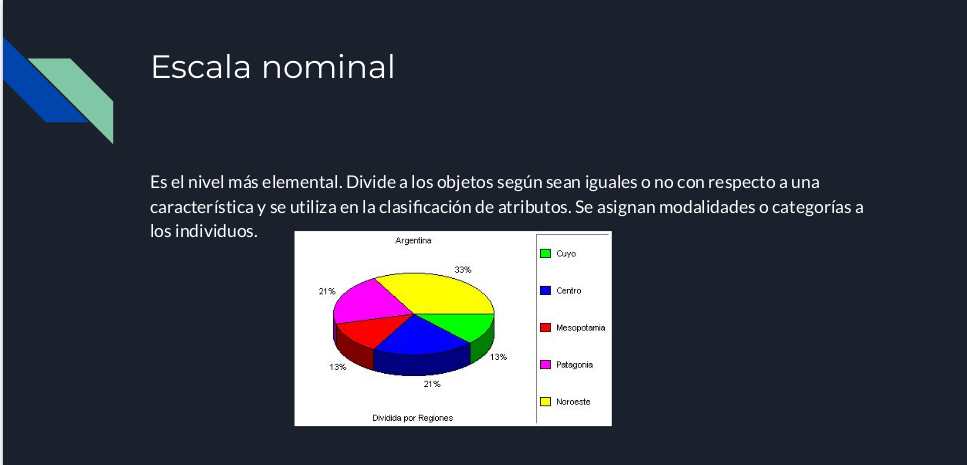 Escala nominal
Es el nivel más elemental. Divide a los objetos según sean iguales o no con respecto a una
característica y se utiliza en la clasificación de atributos. Se asignan modalidades o categorías a
los individuos.
Argentina
33%
21%
13%
21%
13%
Dividida por Regiones
Cuyo
Centro
Mesopotamia
Patagonia
Noroeste